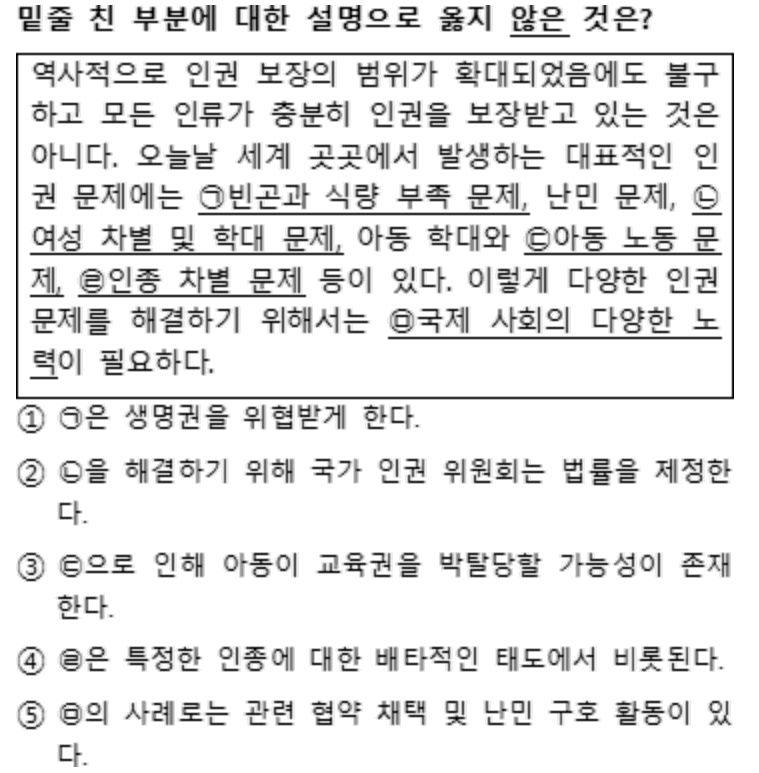 밑줄 친 부분에 대한 설명으로 옳지 않은 것은?
역사적으로 인권 보장의 범위가 확대되었음에도 불구
하고 모든 인류가 충분히 인권을 보장받고 있는 것은
아니다. 오늘날 세계 곳곳에서 발생하는 대표적인 인
권 문제에는 ㉠빈곤과 식량 부족 문제, 난민 문제, ㉡
여성 차별 및 학대 문제, 아동 학대와 ㉢아동 노동 문
제, ㉣인종 차별 문제 등이 있다. 이렇게 다양한 인권
문제를 해결하기 위해서는 ㉤국제 사회의 다양한 노
력이 필요하다.
① ㉠은 생명권을 위협받게 한다.
② ㉡을 해결하기 위해 국가 인권 위원회는 법률을 제정한
다.
③ ㉢으로 인해 아동이 교육권을 박탈당할 가능성이 존재
한다.
④ ㉣은 특정한 인종에 대한 배타적인 태도에서 비롯된다.
⑤ ㉤의 사례로는 관련 협약 채택 및 난민 구호 활동이 있
다.